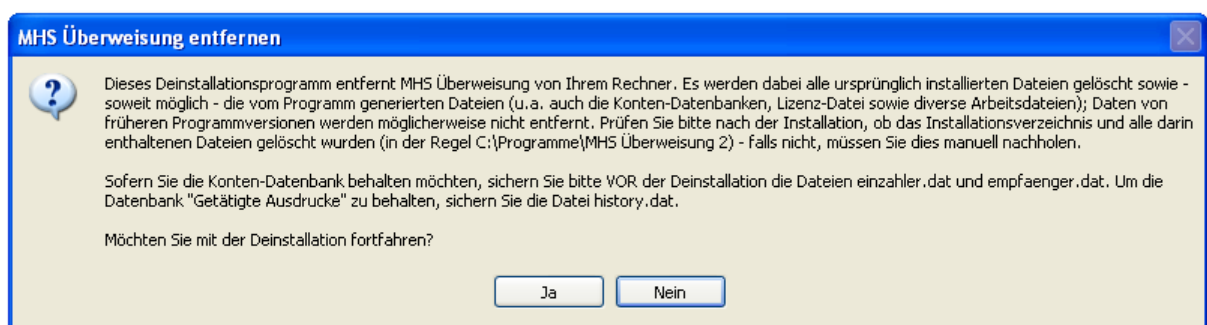 MHS Überweisung entfernen
Dieses Deinstallationsprogramm entfernt MHS Überweisung von Ihrem Rechner. Es werden dabei alle ursprünglich installierten Dateien gelöscht sowie -
soweit möglich - die vom Programm generierten Dateien (u.a. auch die Konten-Datenbanken, Lizenz-Datei sowie diverse Arbeitsdateien); Daten von
früheren Programmversionen werden möglicherweise nicht entfernt. Prüfen Sie bitte nach der Installation, ob das Installationsverzeichnis und alle darin
enthaltenen Dateien gelöscht wurden (in der Regel C:\Programme\MHS Überweisung 2) - falls nicht, müssen Sie dies manuell nachholen.
Sofern Sie die Konten-Datenbank behalten möchten, sichern Sie bitte VOR der Deinstallation die Dateien einzahler.dat und empfaenger.dat. Um die
Datenbank "Getätigte Ausdrucke" zu behalten, sichern Sie die Datei history.dat.
Möchten Sie mit der Deinstallation fortfahren?
Ja
Nein